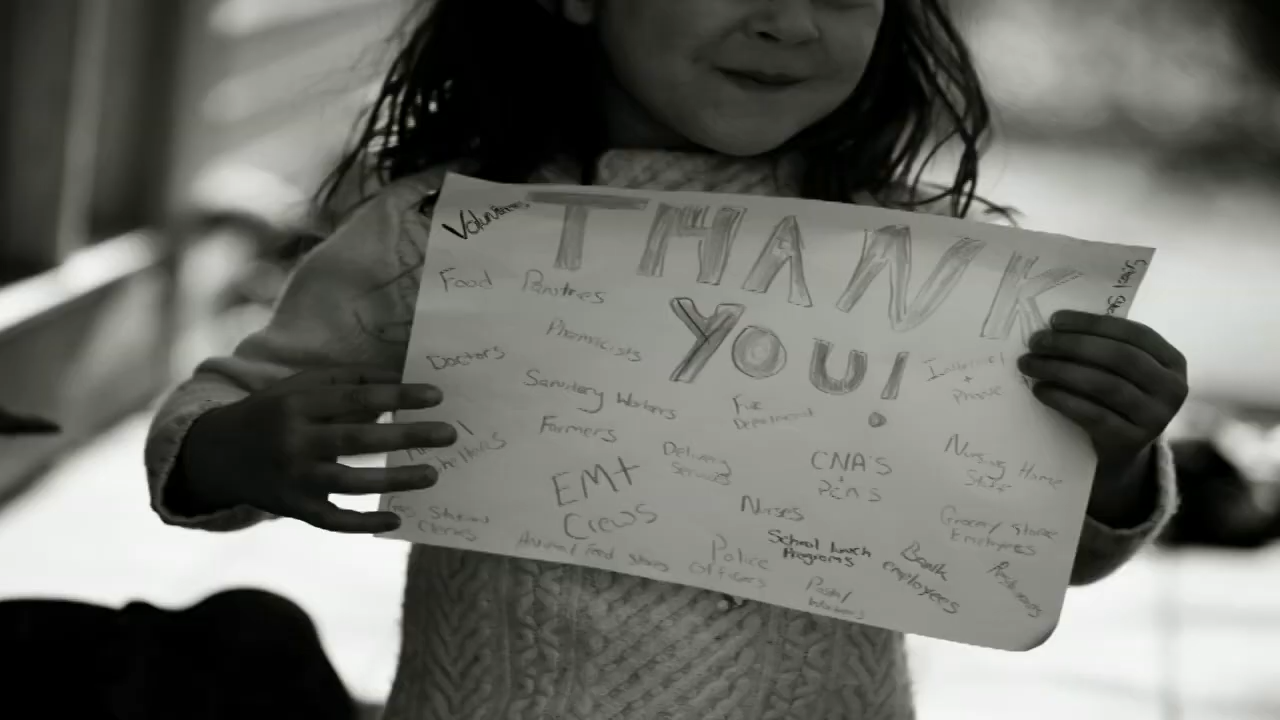 Volunteers
THANK
YOU!
Food Pantries
Pharmacists
Doctors
Sanitary Workers
Fire
Department
Internet
+
Phone
Farmers
Shelters
Delivery
Services
CNA'S
+
PCA'S
Nursing Home
Staff
EMT
Crews
Nurses
Grocery Store
Employees
Gas Station
Clerks
Animal Feed Stores
Police
Officers
School lunch
Programs
Bank
employees
Restaurants
Postal
Workers